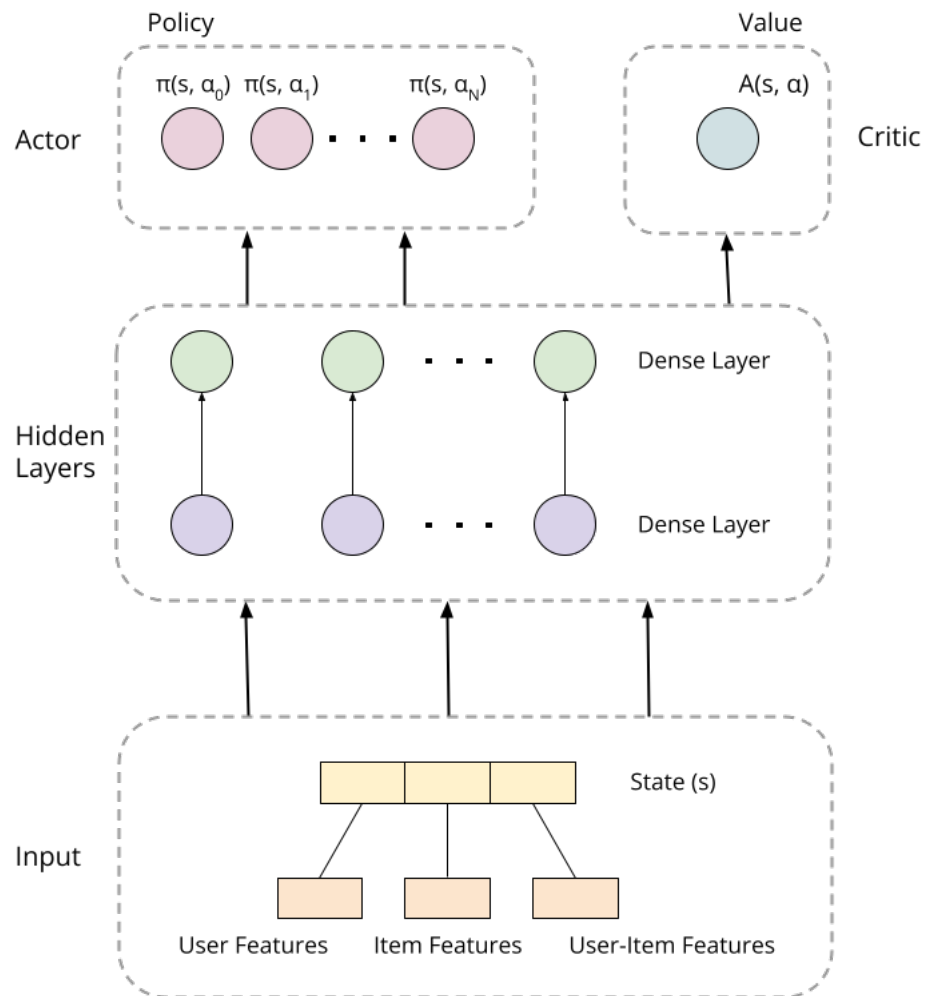 Policy
Value
π(s, α₀) π(s, α₁) π(s, α_N)
A(s, α)
Actor
Critic
Dense Layer
Hidden
Layers
Dense Layer
State (s)
Input
User Features Item Features User-Item Features